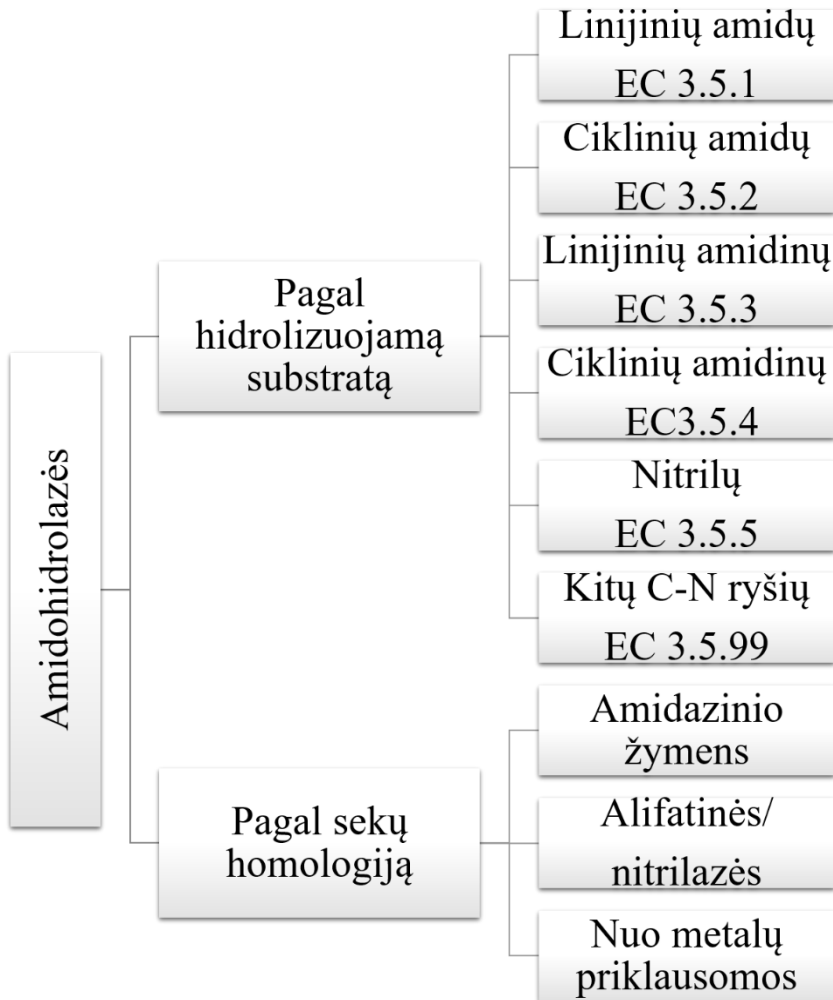 Amidohidrolazės
Pagal
hidrolizuojamą
substratą
Linijinių amidų
EC 3.5.1
Ciklinių amidų
EC 3.5.2
Linijinių amidinų
EC 3.5.3
Ciklinių amidinų
EC3.5.4
Nitrilų
EC 3.5.5
Kitų C-N ryšių
EC 3.5.99
Pagal sekų
homologiją
Amidazinio
žymens
Alifatinės/
nitrilazės
Nuo metalų
priklausomos